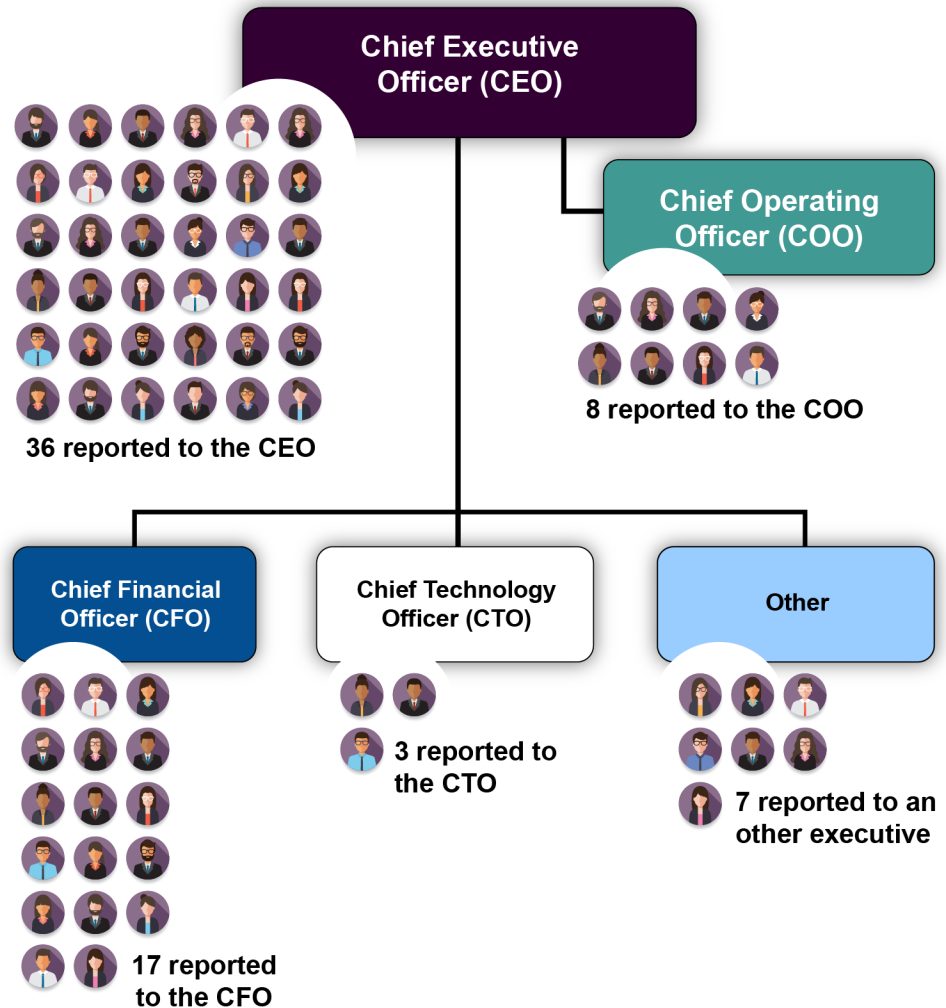 Chief Executive
Officer (CEO)
Chief Operating
Officer (COO)
8 reported to the COO
36 reported to the CEO
Chief Financial
Officer (CFO)
Chief Technology
Officer (CTO)
Other
3 reported to
the CTO
7 reported to an
other executive
17 reported
to the CFO